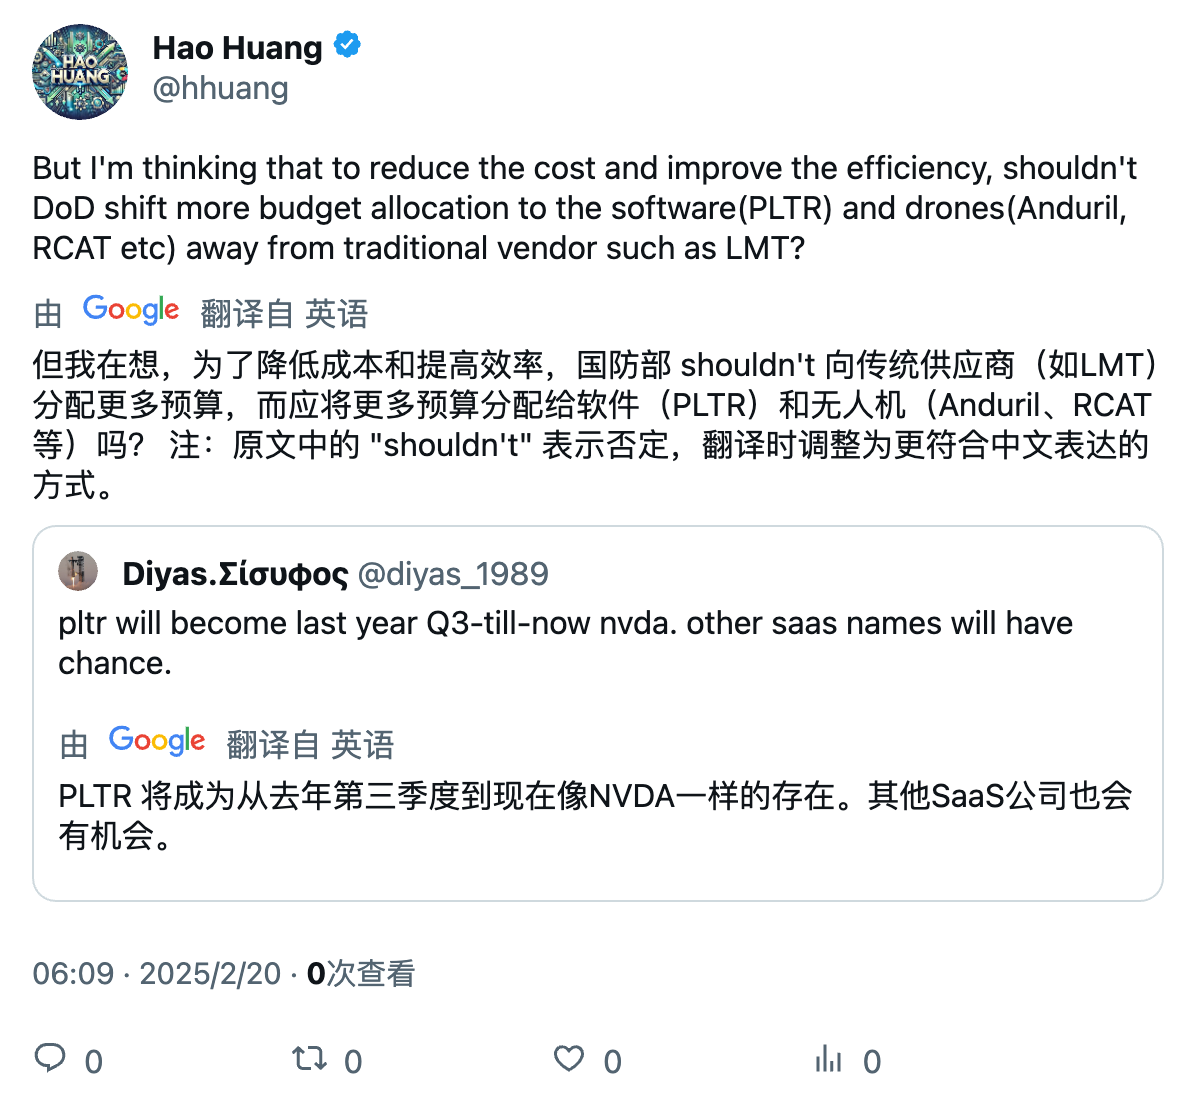 HAO
HUANG
Hao Huang
@hhuang
But I'm thinking that to reduce the cost and improve the efficiency, shouldn't
DoD shift more budget allocation to the software(PLTR) and drones(Anduril,
RCAT etc) away from traditional vendor such as LMT?
由 Google 翻译自 英语
但我在想，为了降低成本和提高效率，国防部 shouldn't 向传统供应商（如LMT）
分配更多预算，而应将更多预算分配给软件（PLTR）和无人机（Anduril、RCAT
等）吗？ 注：原文中的 "shouldn't" 表示否定，翻译时调整为更符合中文表达的
方式。
Diyas.Σίσυφος @diyas_1989
pltr will become last year Q3-till-now nvda. other saas names will have
chance.
由 Google 翻译自 英语
PLTR 将成为从去年第三季度到现在像NVDA一样的存在。其他SaaS公司也会
有机会。
06:09 · 2025/2/20 · 0次查看
0 0 0 0